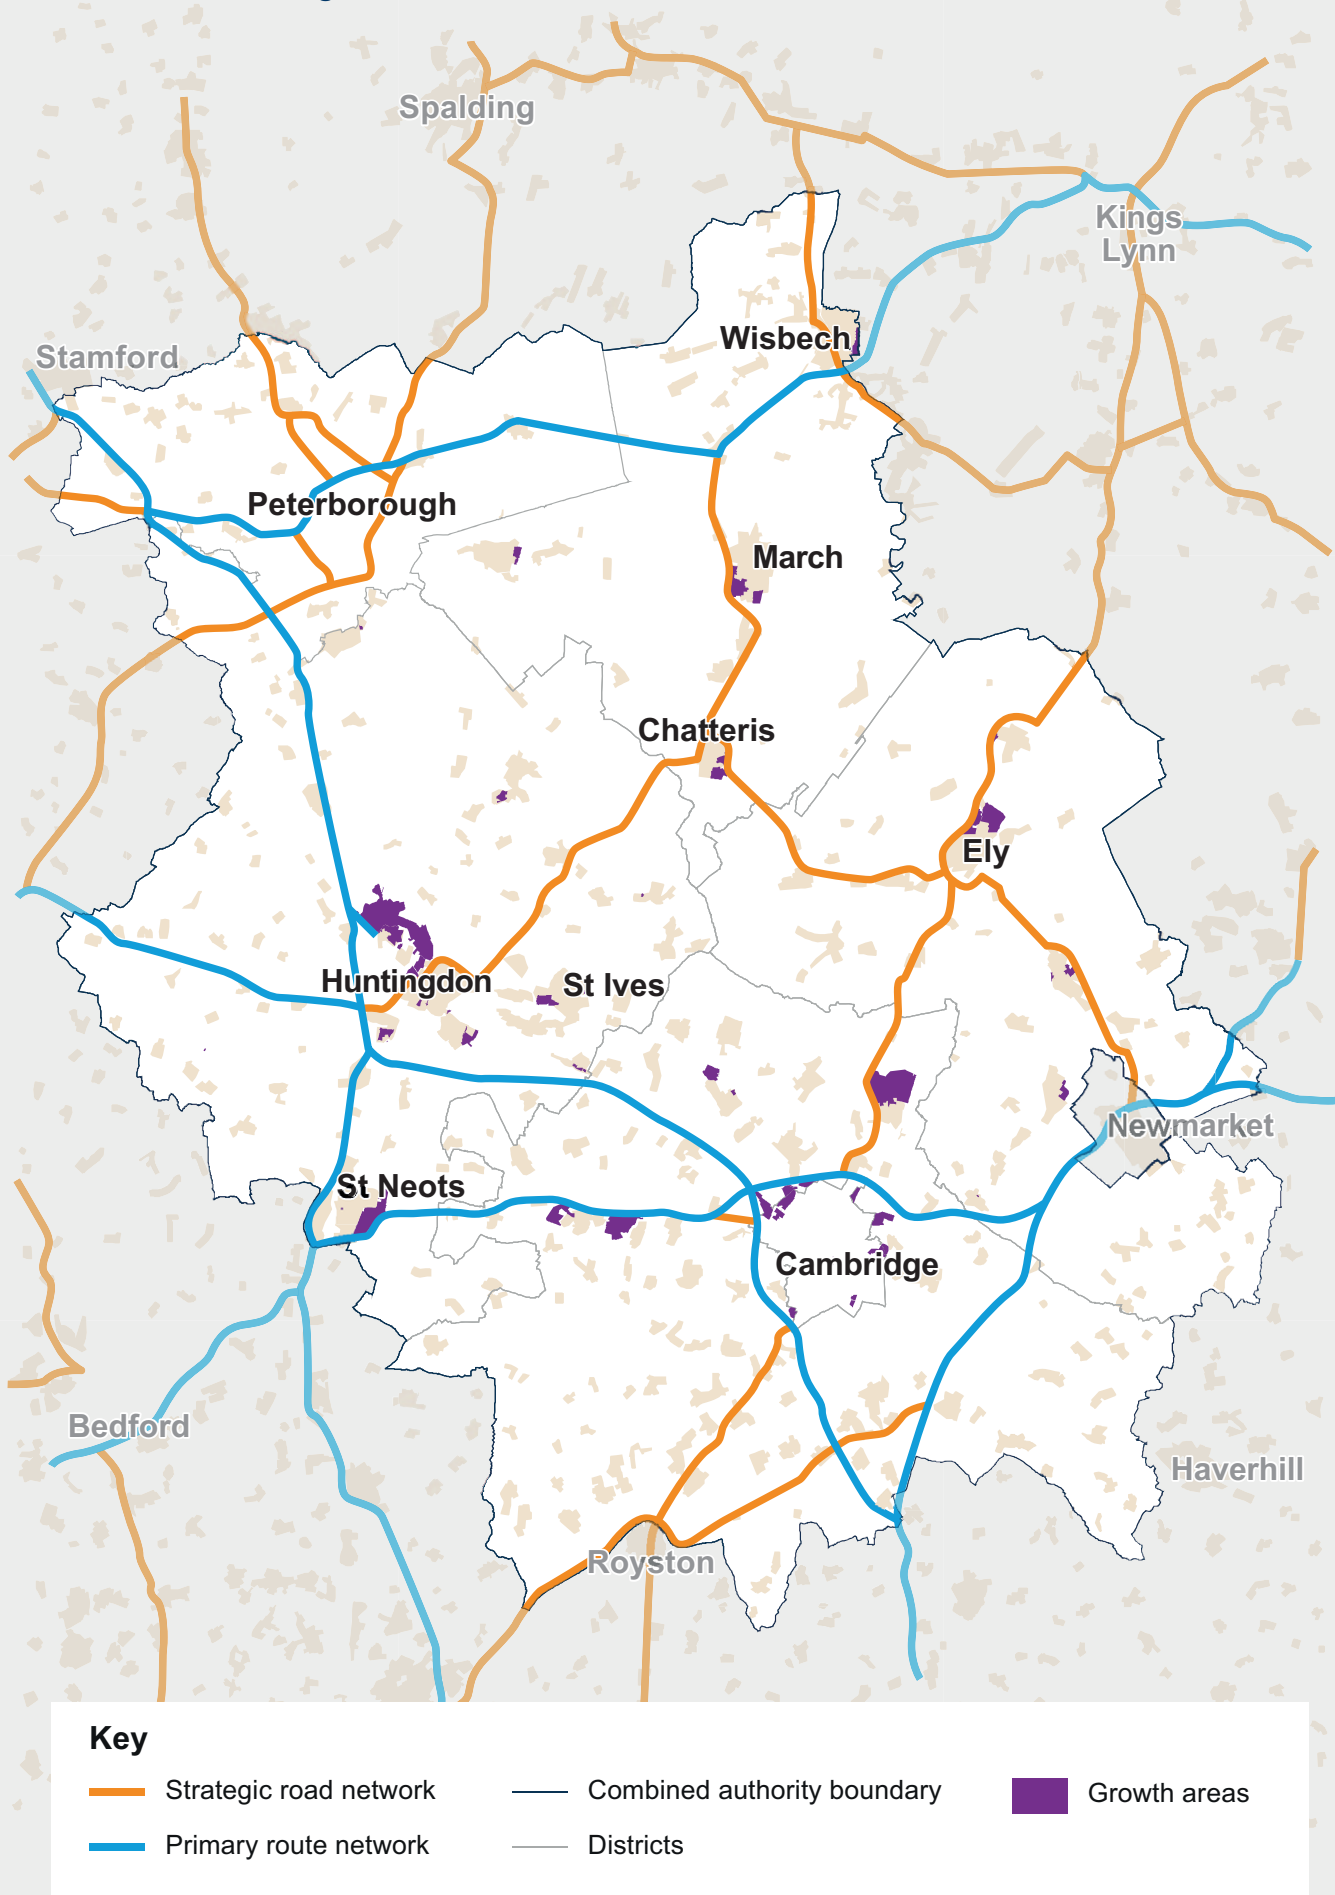 Spalding
Kings
Lynn
Wisbech
Stamford
Peterborough
March
Chatteris
Ely
Huntingdon
St Ives
Newmarket
St Neots
Cambridge
Bedford
Haverhill
Royston
Key
Strategic road network
Combined authority boundary
Growth areas
Primary route network
Districts